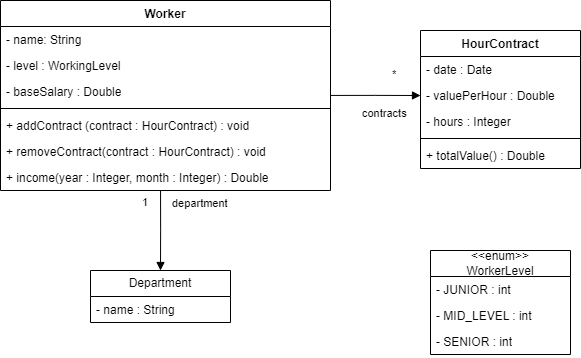 Worker
- name: String
- level : WorkingLevel
- baseSalary : Double
+ addContract (contract : HourContract) : void
+ removeContract(contract : HourContract) : void
+ income(year : Integer, month : Integer) : Double
*
contracts
HourContract
- date : Date
- valuePerHour : Double
- hours : Integer
+ totalValue() : Double
1 department
Department
- name : String
<<enum>>
WorkerLevel
- JUNIOR : int
- MID_LEVEL : int
- SENIOR : int